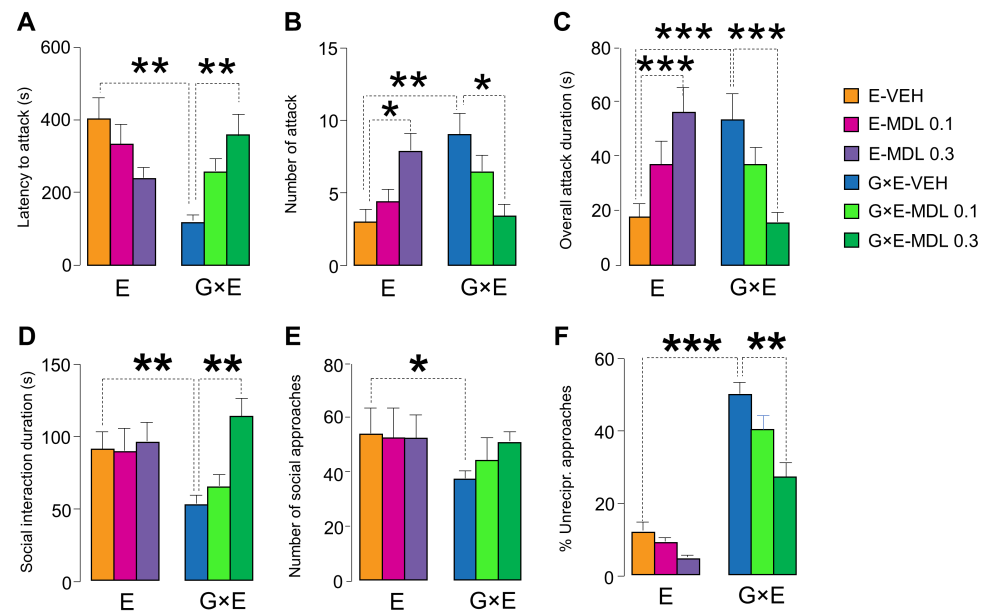 A
Latency to attack (s)
600
400
200
0
** **
E G×E
B
Number of attack
15
10
5
0
** *
*
E G×E
C
Overall attack duration (s)
80
60
40
20
0
*** ***
***
E G×E
E-VEH
E-MDL 0.1
E-MDL 0.3
G×E-VEH
G×E-MDL 0.1
G×E-MDL 0.3
D
Social interaction duration (s)
150
100
50
0
** **
E G×E
E
Number of social approaches
80
60
40
20
0
*
E G×E
F
% Unrecipr. approaches
60
40
20
0
*** **
E G×E